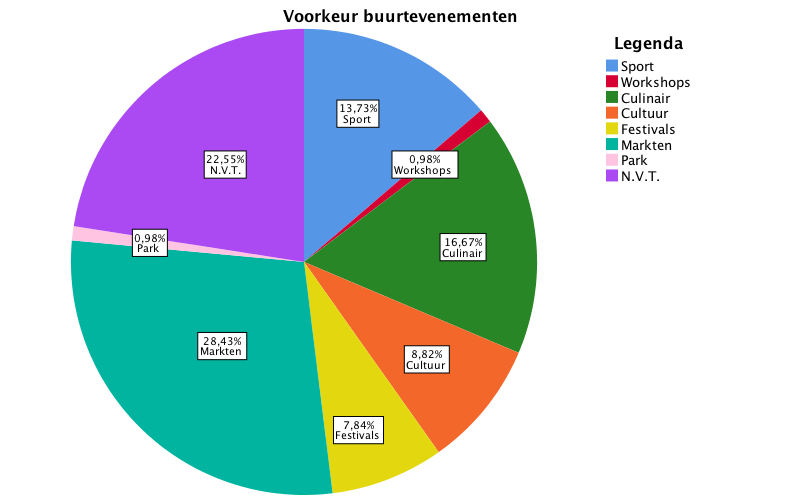 Voorkeur buurtevenementen
Legenda
Sport
Workshops
Culinair
Cultuur
Festivals
Markten
Park
N.V.T.
13,73%
Sport
0,98%
Workshops
16,67%
Culinair
8,82%
Cultuur
7,84%
Festivals
28,43%
Markten
0,98%
Park
22,55%
N.V.T.